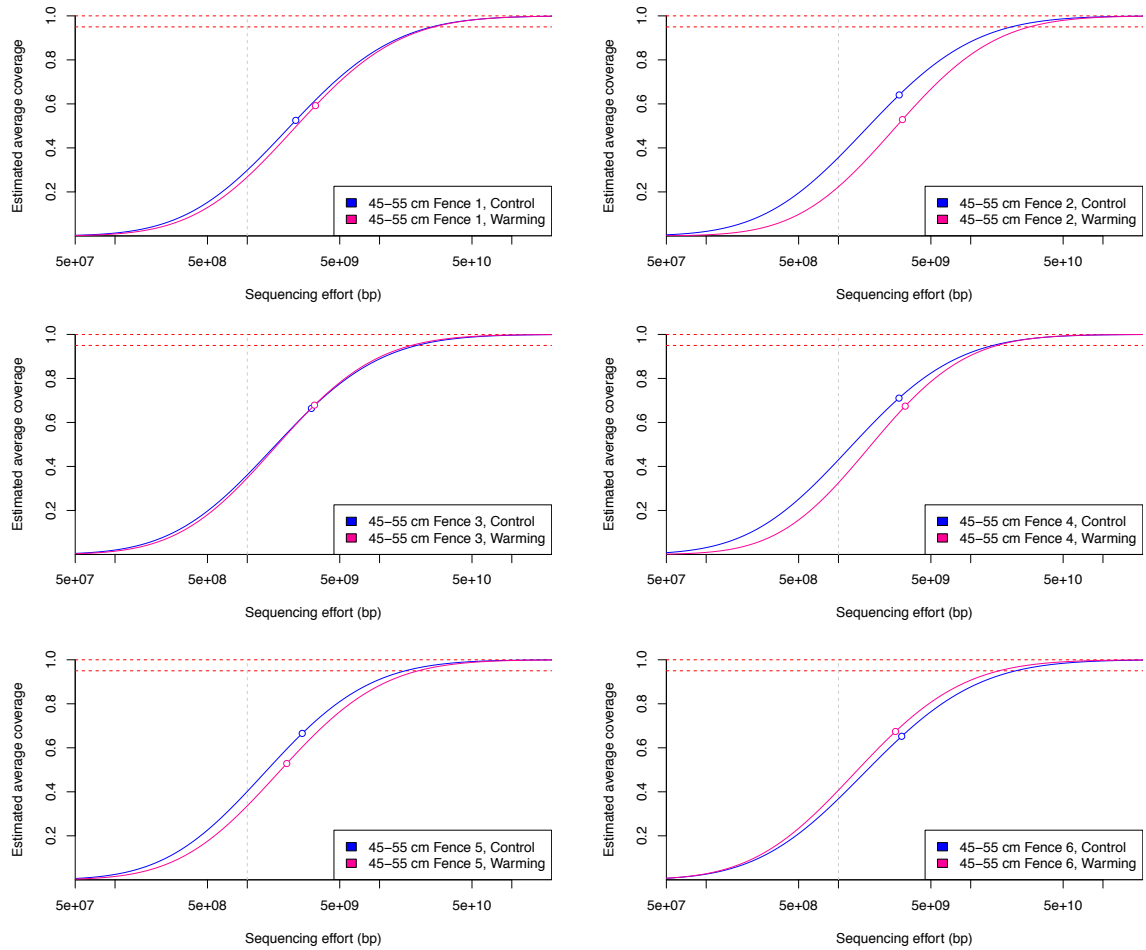 Estimated average coverage
1.0
0.8
0.6
0.4
0.2
45−55 cm Fence 1, Control
45−55 cm Fence 1, Warming
5e+07 5e+08 5e+09 5e+10
Sequencing effort (bp)
Estimated average coverage
1.0
0.8
0.6
0.4
0.2
45−55 cm Fence 2, Control
45−55 cm Fence 2, Warming
5e+07 5e+08 5e+09 5e+10
Sequencing effort (bp)
Estimated average coverage
1.0
0.8
0.6
0.4
0.2
45−55 cm Fence 3, Control
45−55 cm Fence 3, Warming
5e+07 5e+08 5e+09 5e+10
Sequencing effort (bp)
Estimated average coverage
1.0
0.8
0.6
0.4
0.2
45−55 cm Fence 4, Control
45−55 cm Fence 4, Warming
5e+07 5e+08 5e+09 5e+10
Sequencing effort (bp)
Estimated average coverage
1.0
0.8
0.6
0.4
0.2
45−55 cm Fence 5, Control
45−55 cm Fence 5, Warming
5e+07 5e+08 5e+09 5e+10
Sequencing effort (bp)
Estimated average coverage
1.0
0.8
0.6
0.4
0.2
45−55 cm Fence 6, Control
45−55 cm Fence 6, Warming
5e+07 5e+08 5e+09 5e+10
Sequencing effort (bp)